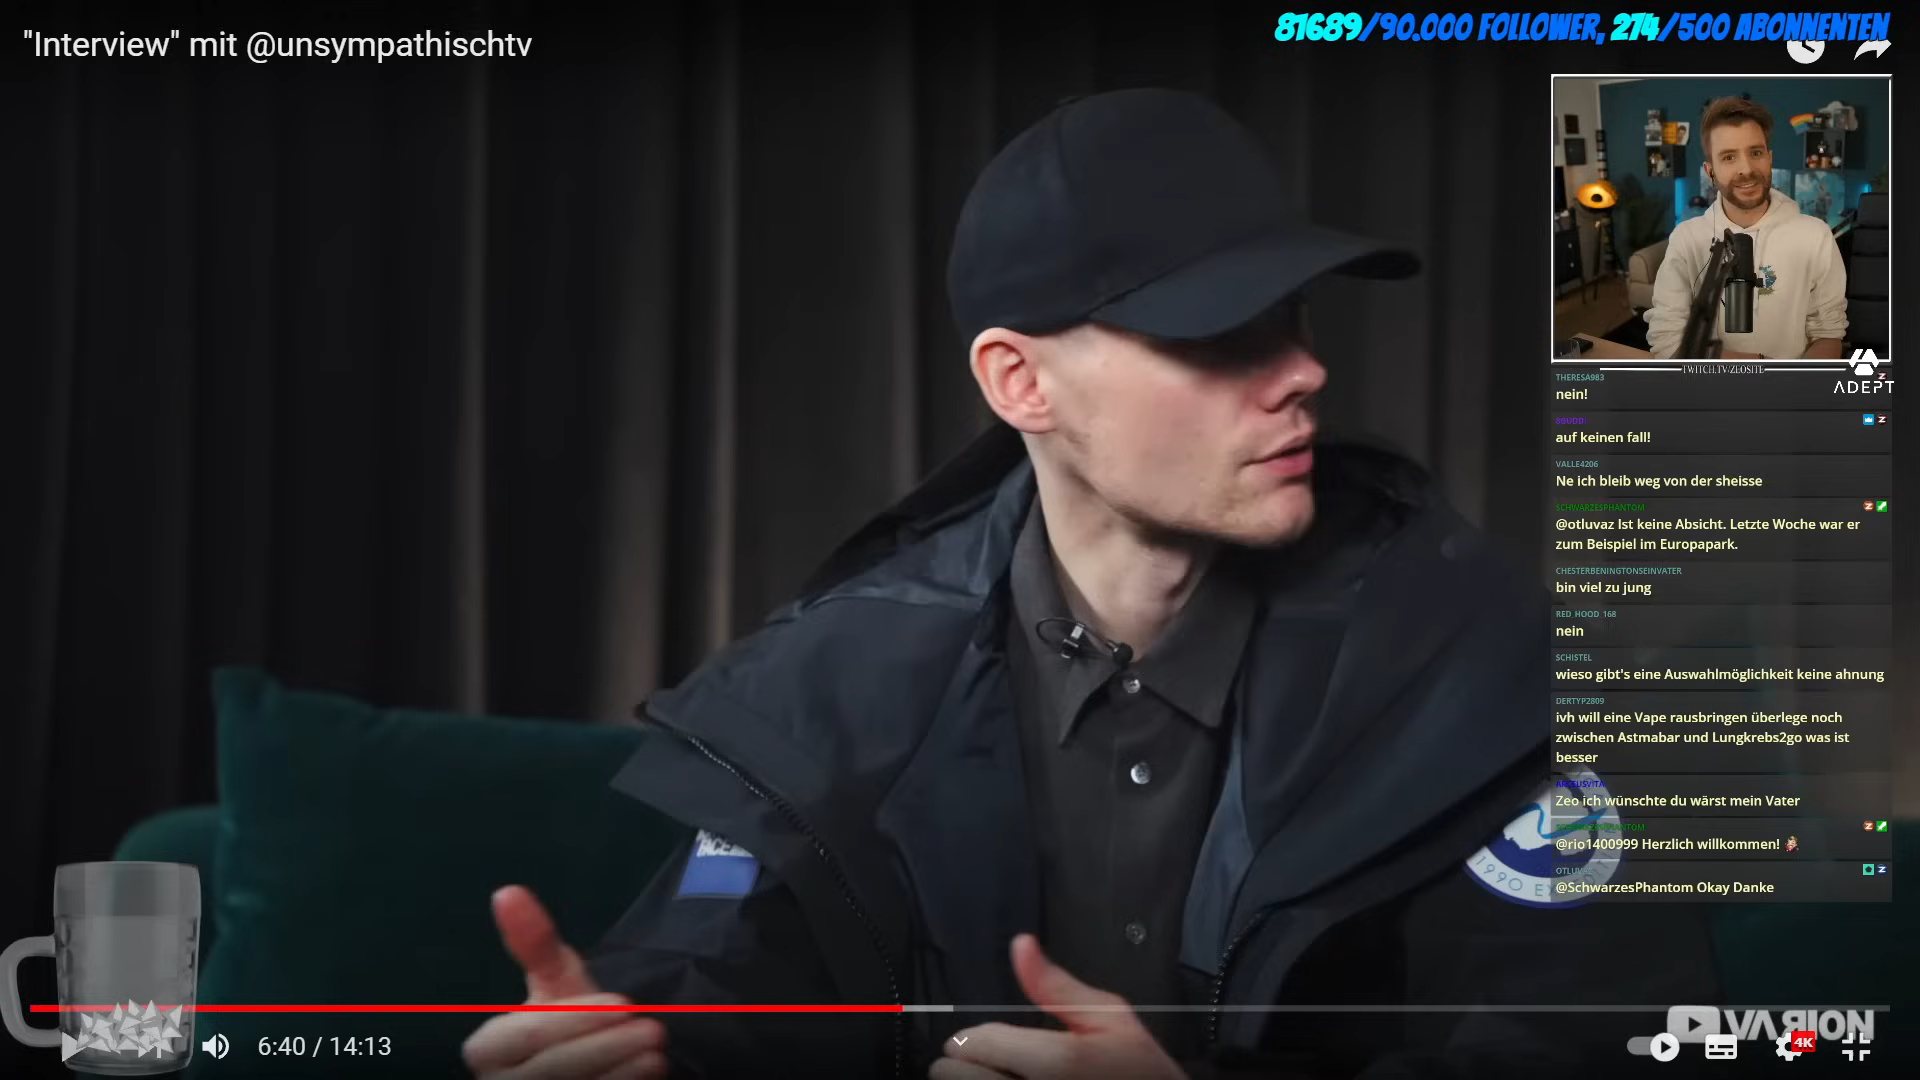 "Interview" mit @unsympathischtv
81689/90.000 FOLLOWER, 274/500 ABONNENTEN
TWITCH.TV/ZEOSITE
ADEPT
THERESA983
nein!
auf keinen fall!
VALLE4206
Ne ich bleib weg von der sheisse
SCHWARZESPHANTOM
@otluvaz Ist keine Absicht. Letzte Woche war er
zum Beispiel im Europapark.
CHESTERBENINGTONSEINVATER
bin viel zu jung
RED_HOOD_168
nein
SCHISTEL
wieso gibt's eine Auswahlmöglichkeit keine ahnung
DERTYP2809
ivh will eine Vape rausbringen überlege noch
zwischen Astmabar und Lungkrebs2go was ist
besser
Zeo ich wünschte du wärst mein Vater
SCHWARZESPHANTOM
@rio1400999 Herzlich willkommen!
@SchwarzesPhantom Okay Danke
1990 EX
VARION
6:40 / 14:13
4K